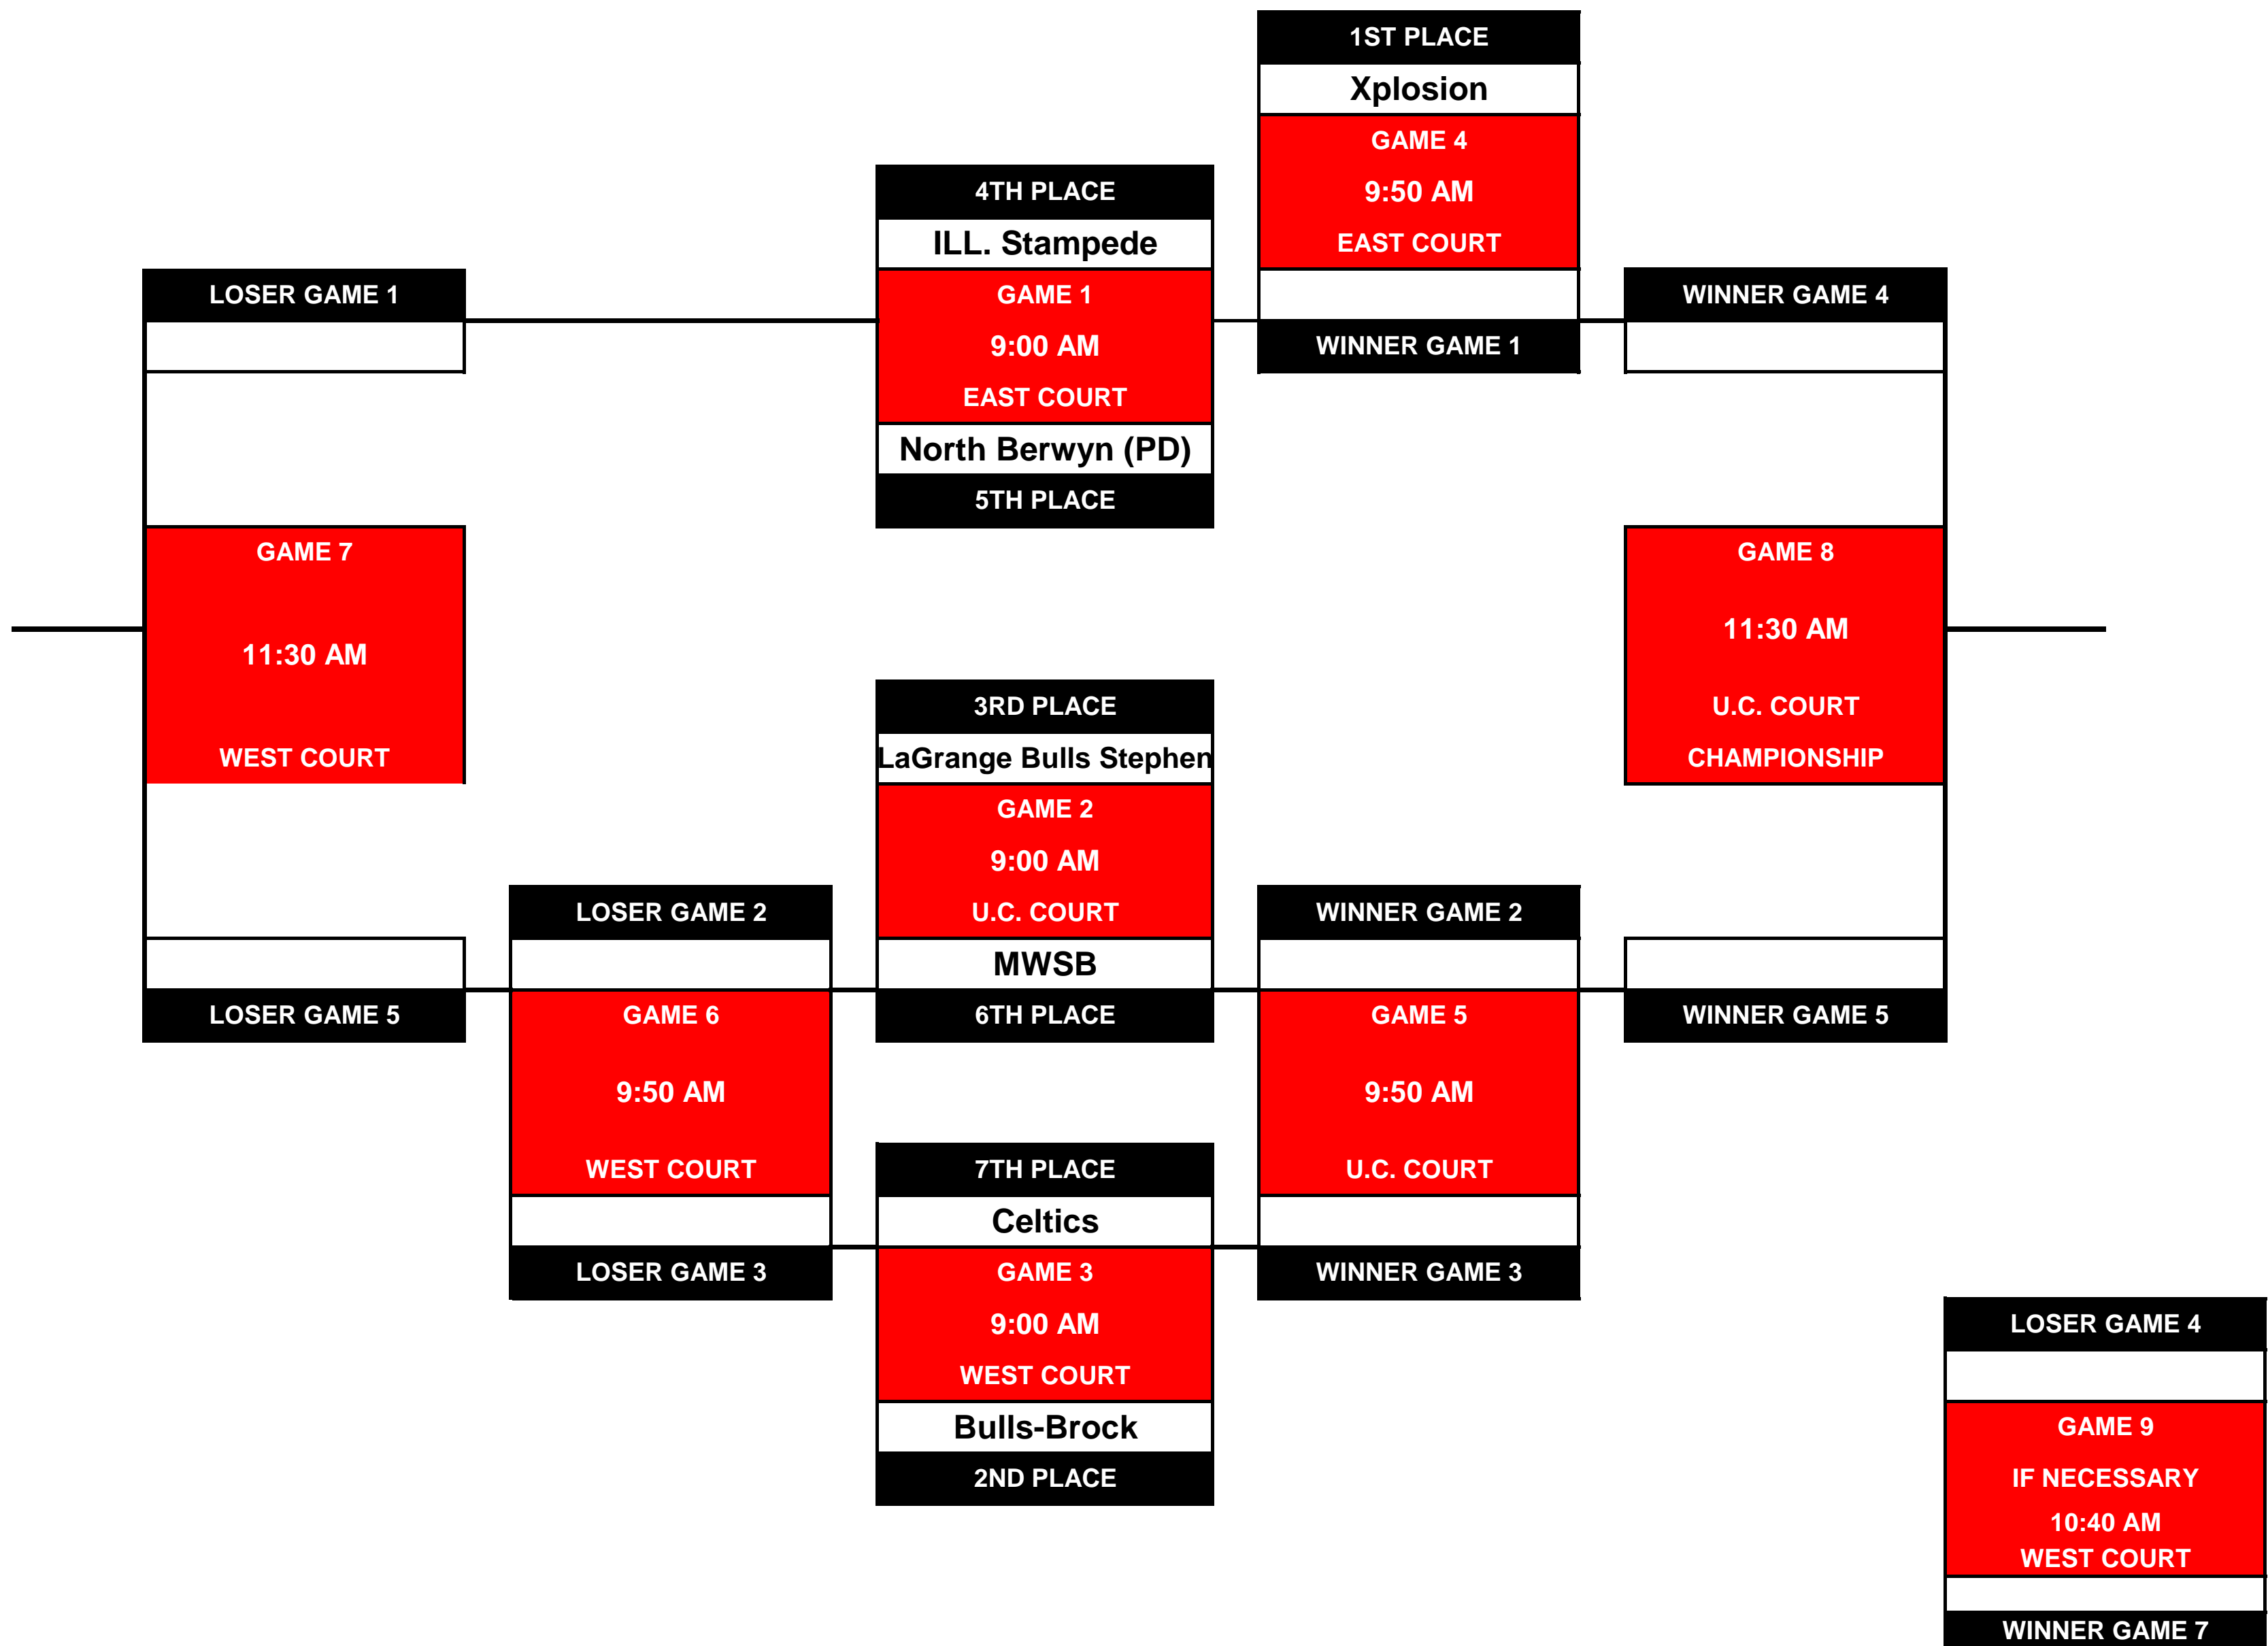 1ST PLACE
Xplosion
GAME 4
9:50 AM
EAST COURT
WINNER GAME 1
4TH PLACE
ILL. Stampede
GAME 1
9:00 AM
EAST COURT
North Berwyn (PD)
5TH PLACE
LOSER GAME 1
WINNER GAME 4
GAME 7
11:30 AM
WEST COURT
GAME 8
11:30 AM
U.C. COURT
CHAMPIONSHIP
3RD PLACE
LaGrange Bulls Stephen
GAME 2
9:00 AM
U.C. COURT
MWSB
6TH PLACE
LOSER GAME 5
LOSER GAME 2
GAME 6
9:50 AM
WEST COURT
LOSER GAME 3
WINNER GAME 2
GAME 5
9:50 AM
U.C. COURT
WINNER GAME 3
WINNER GAME 5
7TH PLACE
Celtics
GAME 3
9:00 AM
WEST COURT
Bulls-Brock
2ND PLACE
LOSER GAME 4
GAME 9
IF NECESSARY
10:40 AM
WEST COURT
WINNER GAME 7